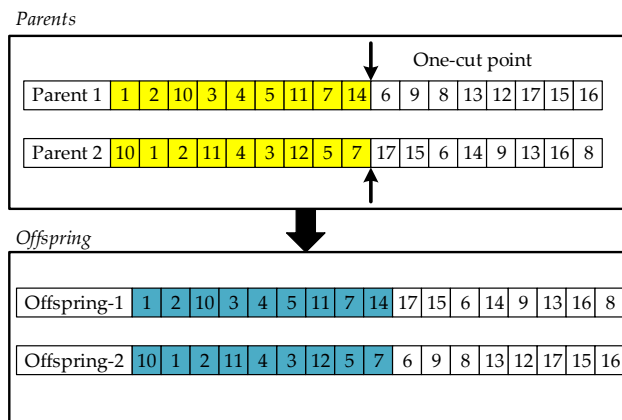 Parents
One-cut point
Parent 1 1 2 10 3 4 5 11 7 14 6 9 8 13 12 17 15 16
Parent 2 10 1 2 11 4 3 12 5 7 17 15 6 14 9 13 16 8
Offspring
Offspring-1 1 2 10 3 4 5 11 7 14 17 15 6 14 9 13 16 8
Offspring-2 10 1 2 11 4 3 12 5 7 6 9 8 13 12 17 15 16